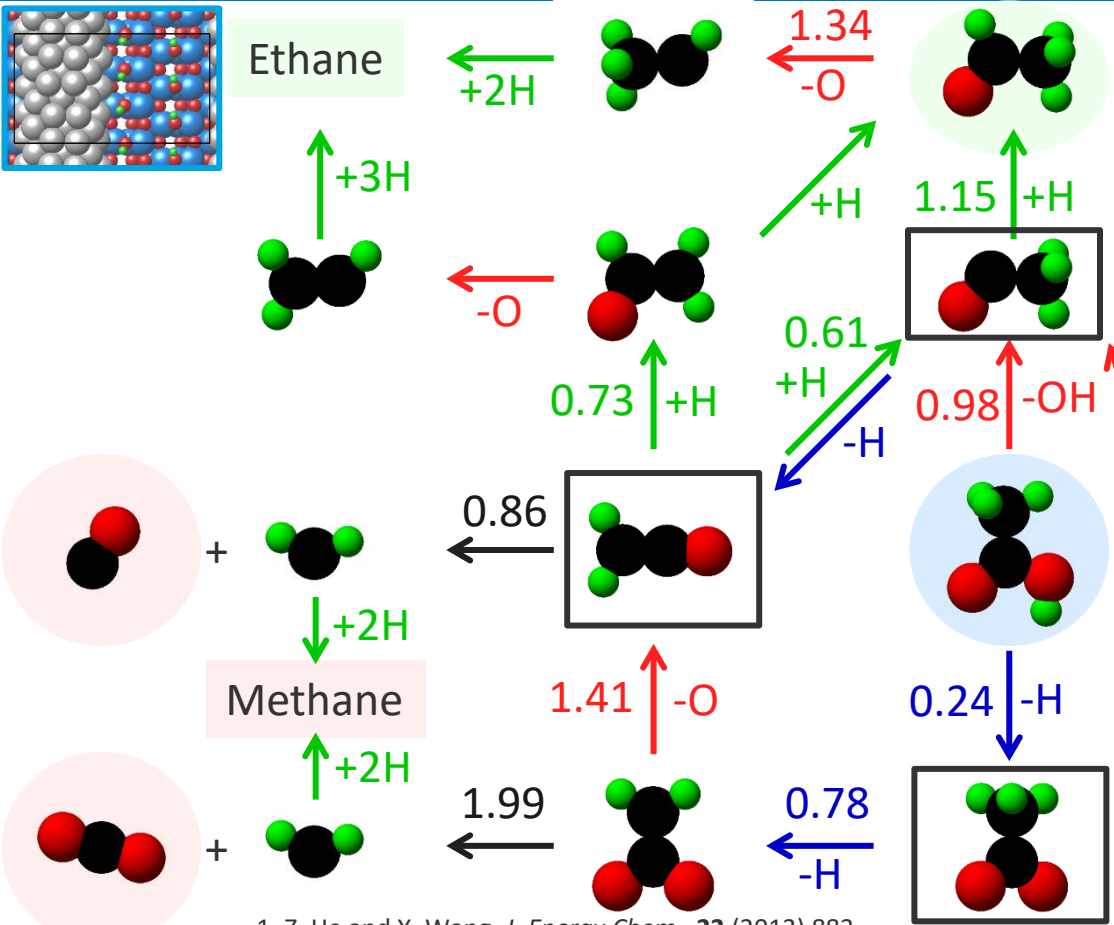 Ethane
+2H
1.34
-O
+3H
+H
1.15
+H
-O
0.61
+H
-H
0.73
+H
0.98
-OH
0.86
+
+2H
Methane
1.41
-O
0.24
-H
+2H
1.99
0.78
-H
+